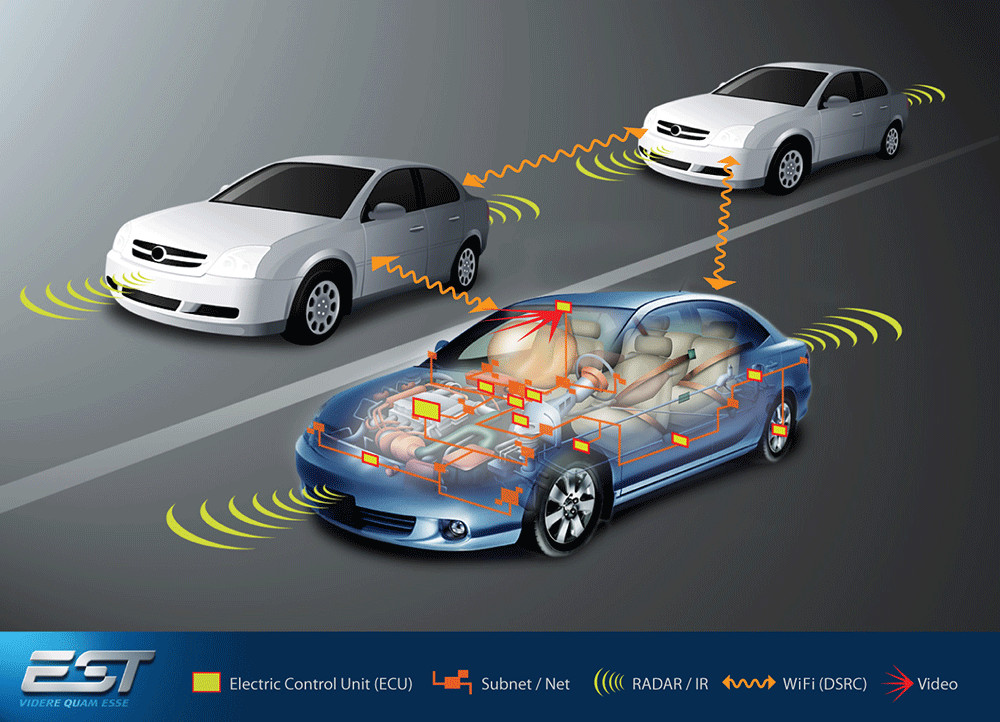 EST
VIDERE QUAM ESSE
Electric Control Unit (ECU)
Subnet / Net
RADAR / IR
WiFi (DSRC)
Video